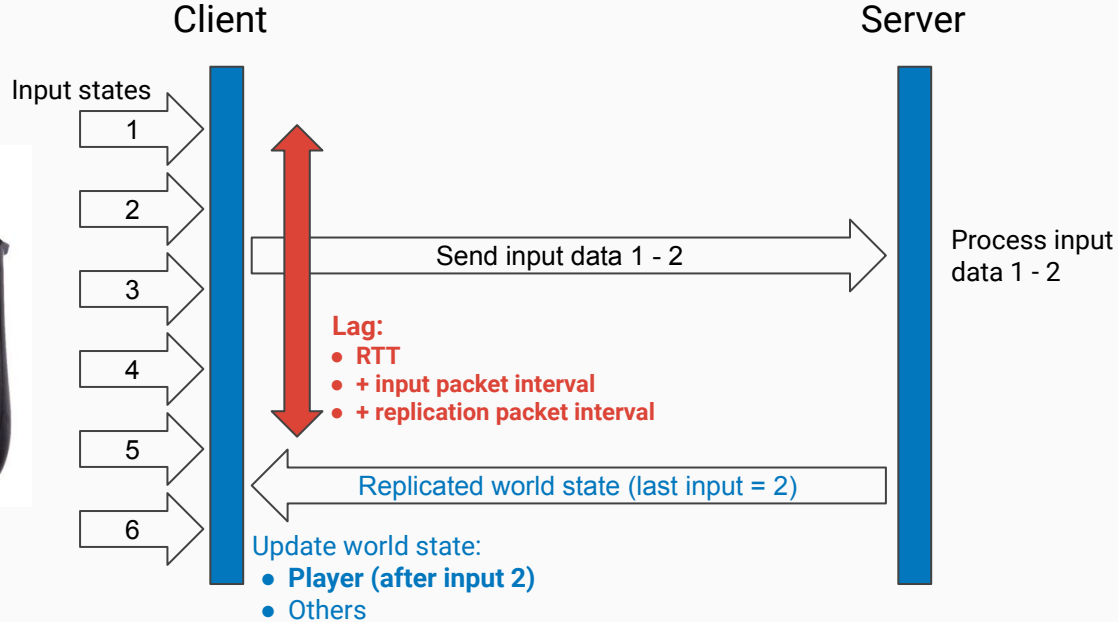 Client
Server
Input states
1
2
Send input data 1 - 2
Process input
data 1 - 2
3
Lag:
● RTT
● + input packet interval
● + replication packet interval
4
5
Replicated world state (last input = 2)
6
Update world state:
● Player (after input 2)
● Others